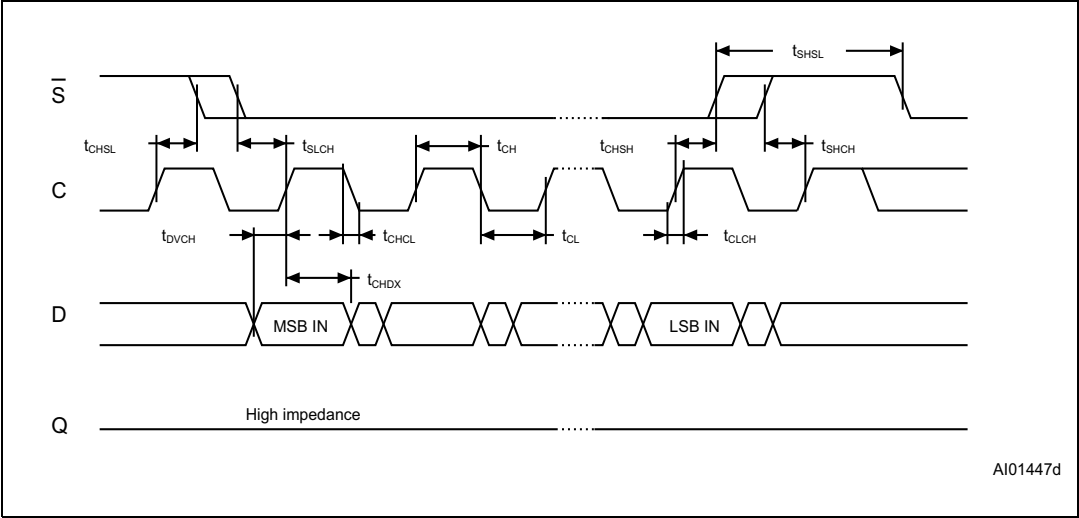 tSHSL
S̅
tCHSL
tSLCH
tCH
tCHSH
tSHCH
C
tDVCH
tCHCL
tCL
tCLCH
tCHDX
D
MSB IN
LSB IN
High impedance
Q
AI01447d